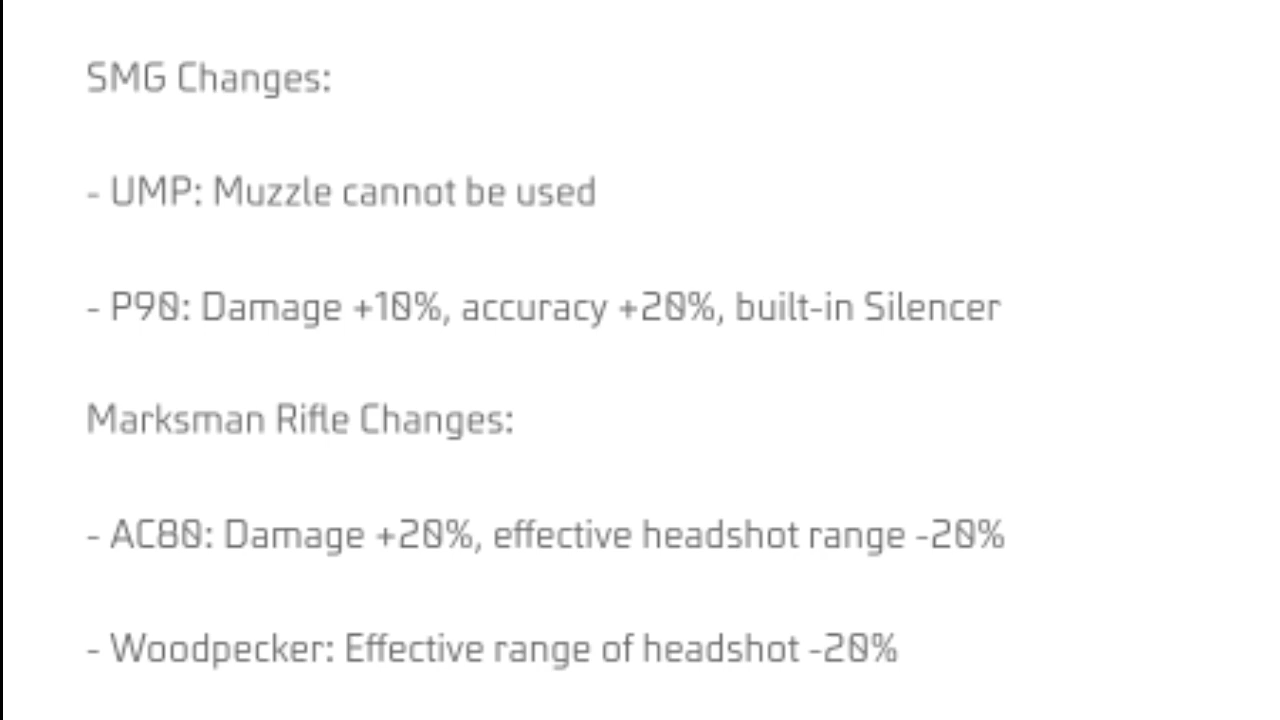 SMG Changes:
- UMP: Muzzle cannot be used
- P90: Damage +10%, accuracy +20%, built-in Silencer
Marksman Rifle Changes:
- AC80: Damage +20%, effective headshot range -20%
- Woodpecker: Effective range of headshot -20%